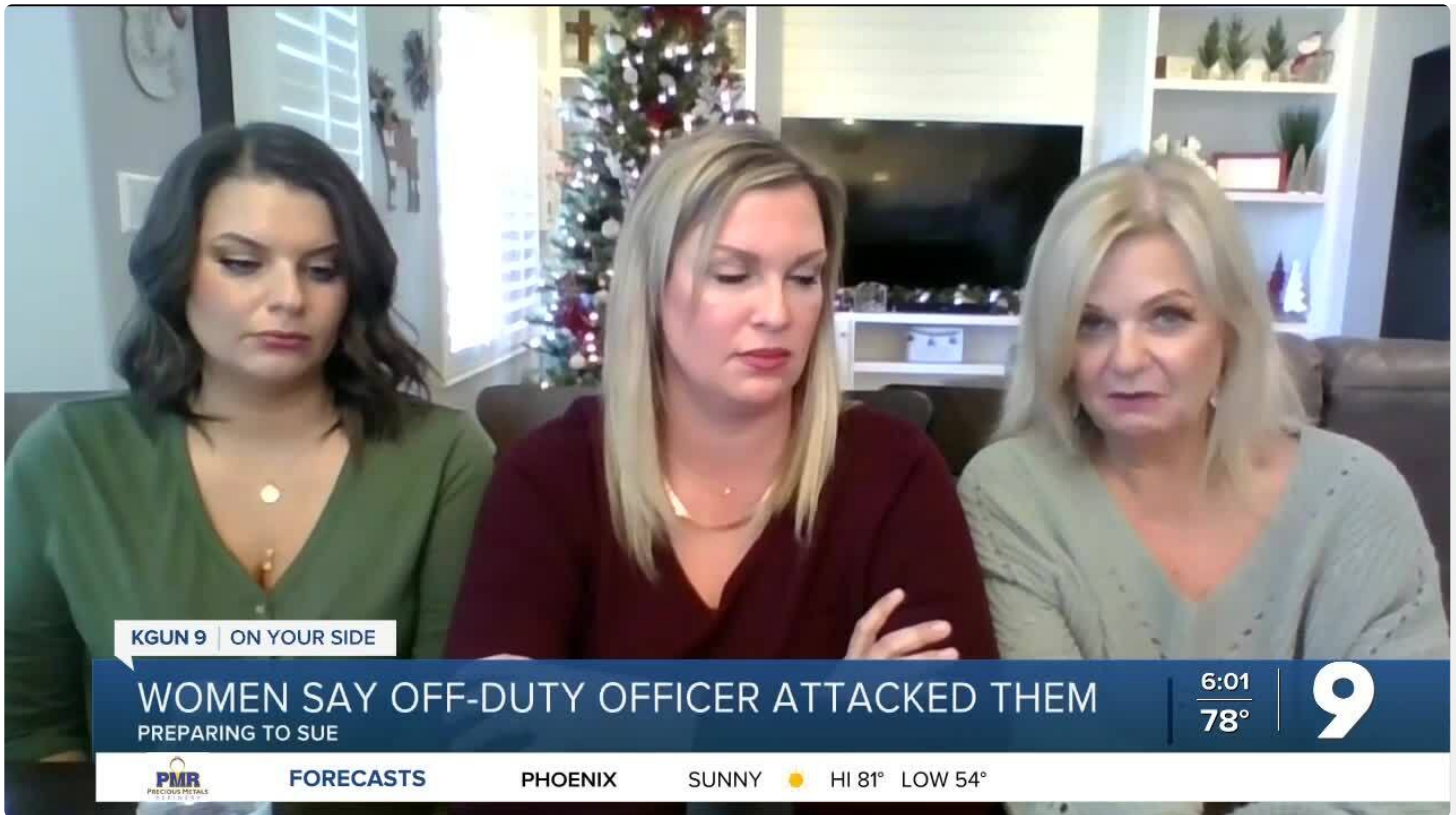 KGUN 9 | ON YOUR SIDE
WOMEN SAY OFF-DUTY OFFICER ATTACKED THEM
PREPARING TO SUE
6:01
78°
9
PMR
PRECIOUS METALS
REFINERY
FORECASTS PHOENIX SUNNY HI 81° LOW 54°